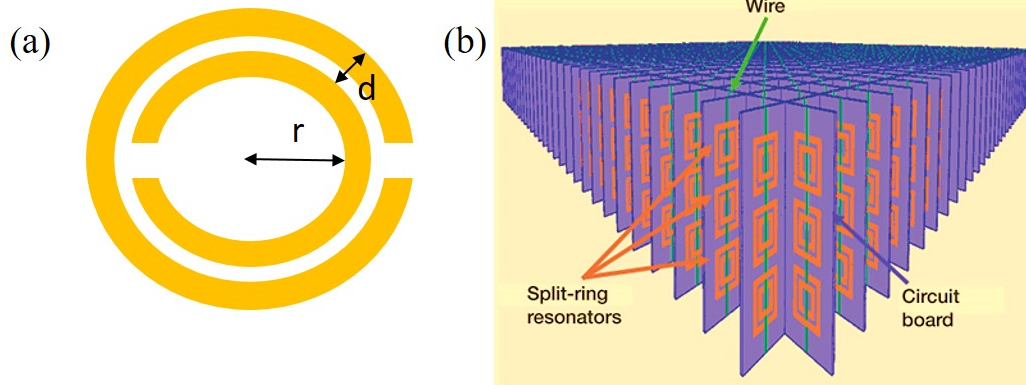 (a)
d
r
(b)
Wire
Split-ring
resonators
Circuit
board